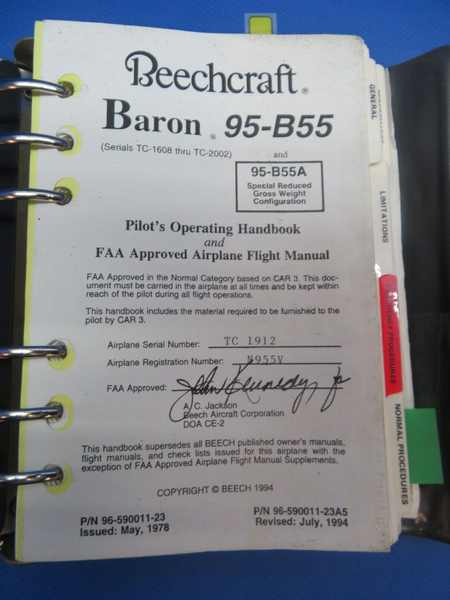 Beechcraft®
Baron® 95-B55
(Serials TC-1608 thru TC-2002) and
95-B55A
Special Reduced
Gross Weight
Configuration
Pilot's Operating Handbook
and
FAA Approved Airplane Flight Manual
FAA Approved in the Normal Category based on CAR 3. This doc-
ument must be carried in the airplane at all times and be kept within
reach of the pilot during all flight operations.
This handbook includes the material required to be furnished to the
pilot by CAR 3.
Airplane Serial Number: TC 1912
Airplane Registration Number: N955V
FAA Approved:
A. C. Jackson
Beech Aircraft Corporation
DOA CE-2
This handbook supersedes all BEECH published owner's manuals,
flight manuals, and check lists issued for this airplane with the
exception of FAA Approved Airplane Flight Manual Supplements.
COPYRIGHT © BEECH 1994
P/N 96-590011-23
Issued: May, 1978
P/N 96-590011-23A5
Revised: July, 1994
GENERAL
LIMITATIONS
PROCEDURES
NORMAL PROCEDURES